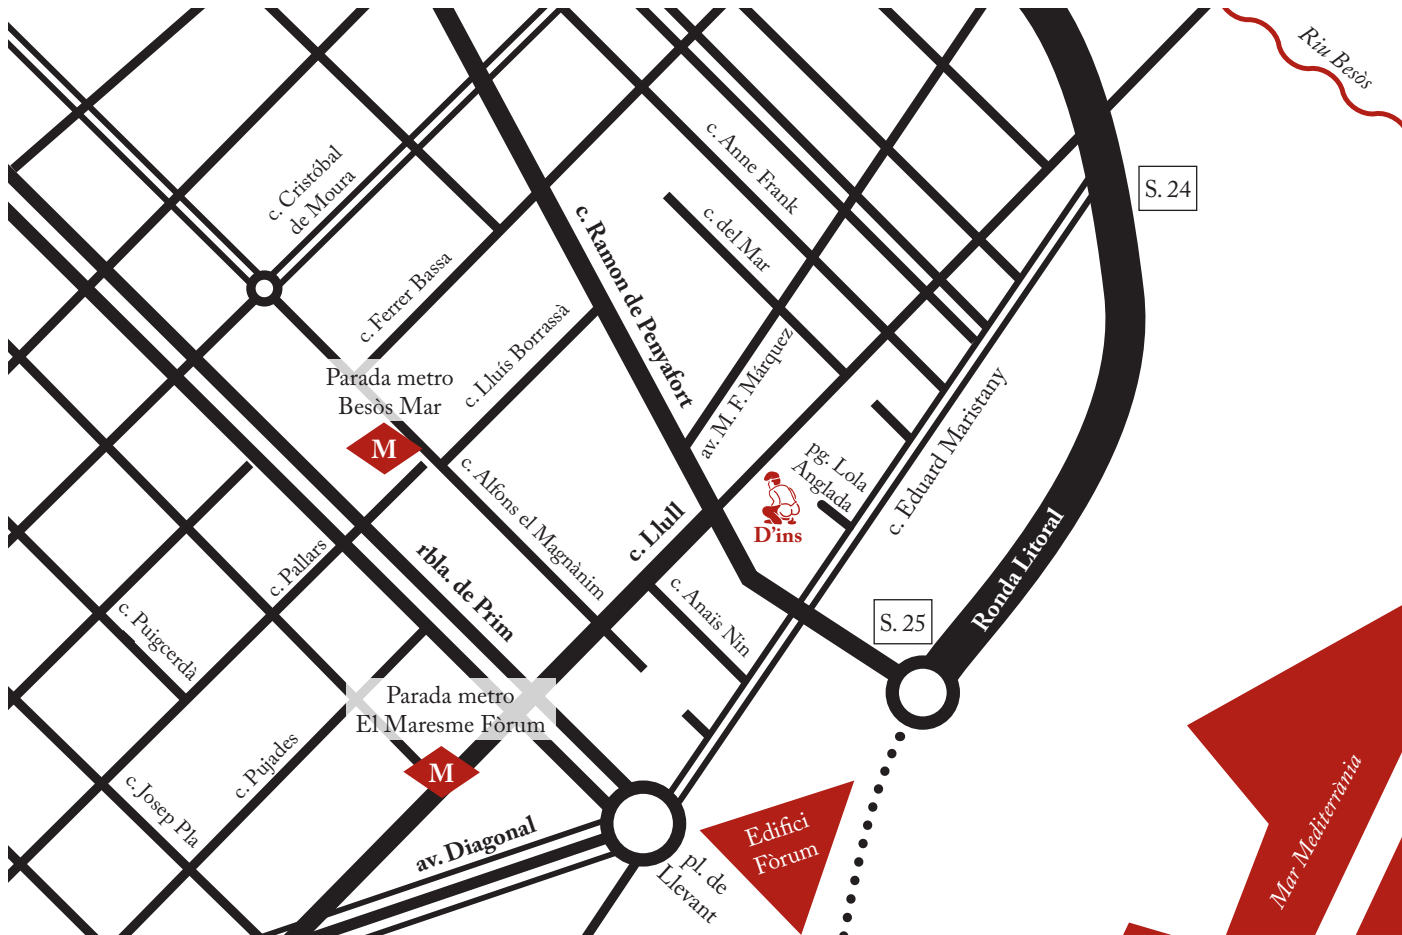 Riu Besòs
c. Anne Frank
c. Cristóbal
de Moura
S. 24
c. del Mar
c. Ramon de Penyafort
c. Ferrer Bassa
c. Lluís Borrassà
av. M. F. Márquez
Parada metro
Besòs Mar
M
c. Eduard Maristany
pg. Lola
Anglada
c. Alfons el Magnànim
c. Llull
D'ins
rbla. de Prim
c. Pallars
Ronda Litoral
c. Anaïs Nin
S. 25
c. Puigcerdà
Parada metro
El Maresme Fòrum
M
c. Pujades
c. Josep Pla
av. Diagonal
Edifici
Fòrum
pl. de
Llevant
Mar Mediterrània